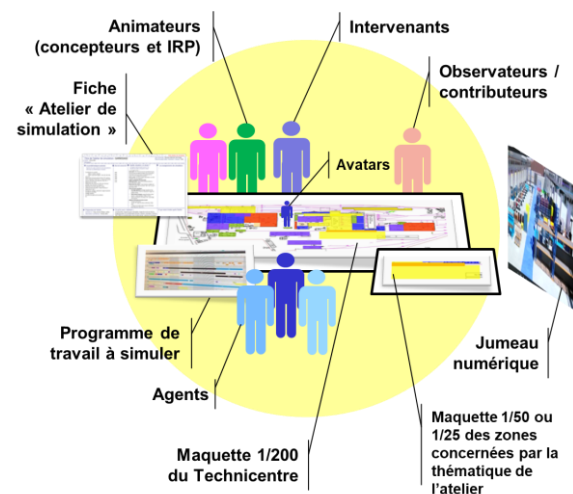 Animateurs
(concepteurs et IRP)
Intervenants
Observateurs /
contributeurs
Fiche
« Atelier de
simulation »
Avatars
Programme de
travail à simuler
Agents
Maquette 1/200
du Technicentre
Jumeau
numérique
Maquette 1/50 ou
1/25 des zones
concernées par la
thématique de
l'atelier